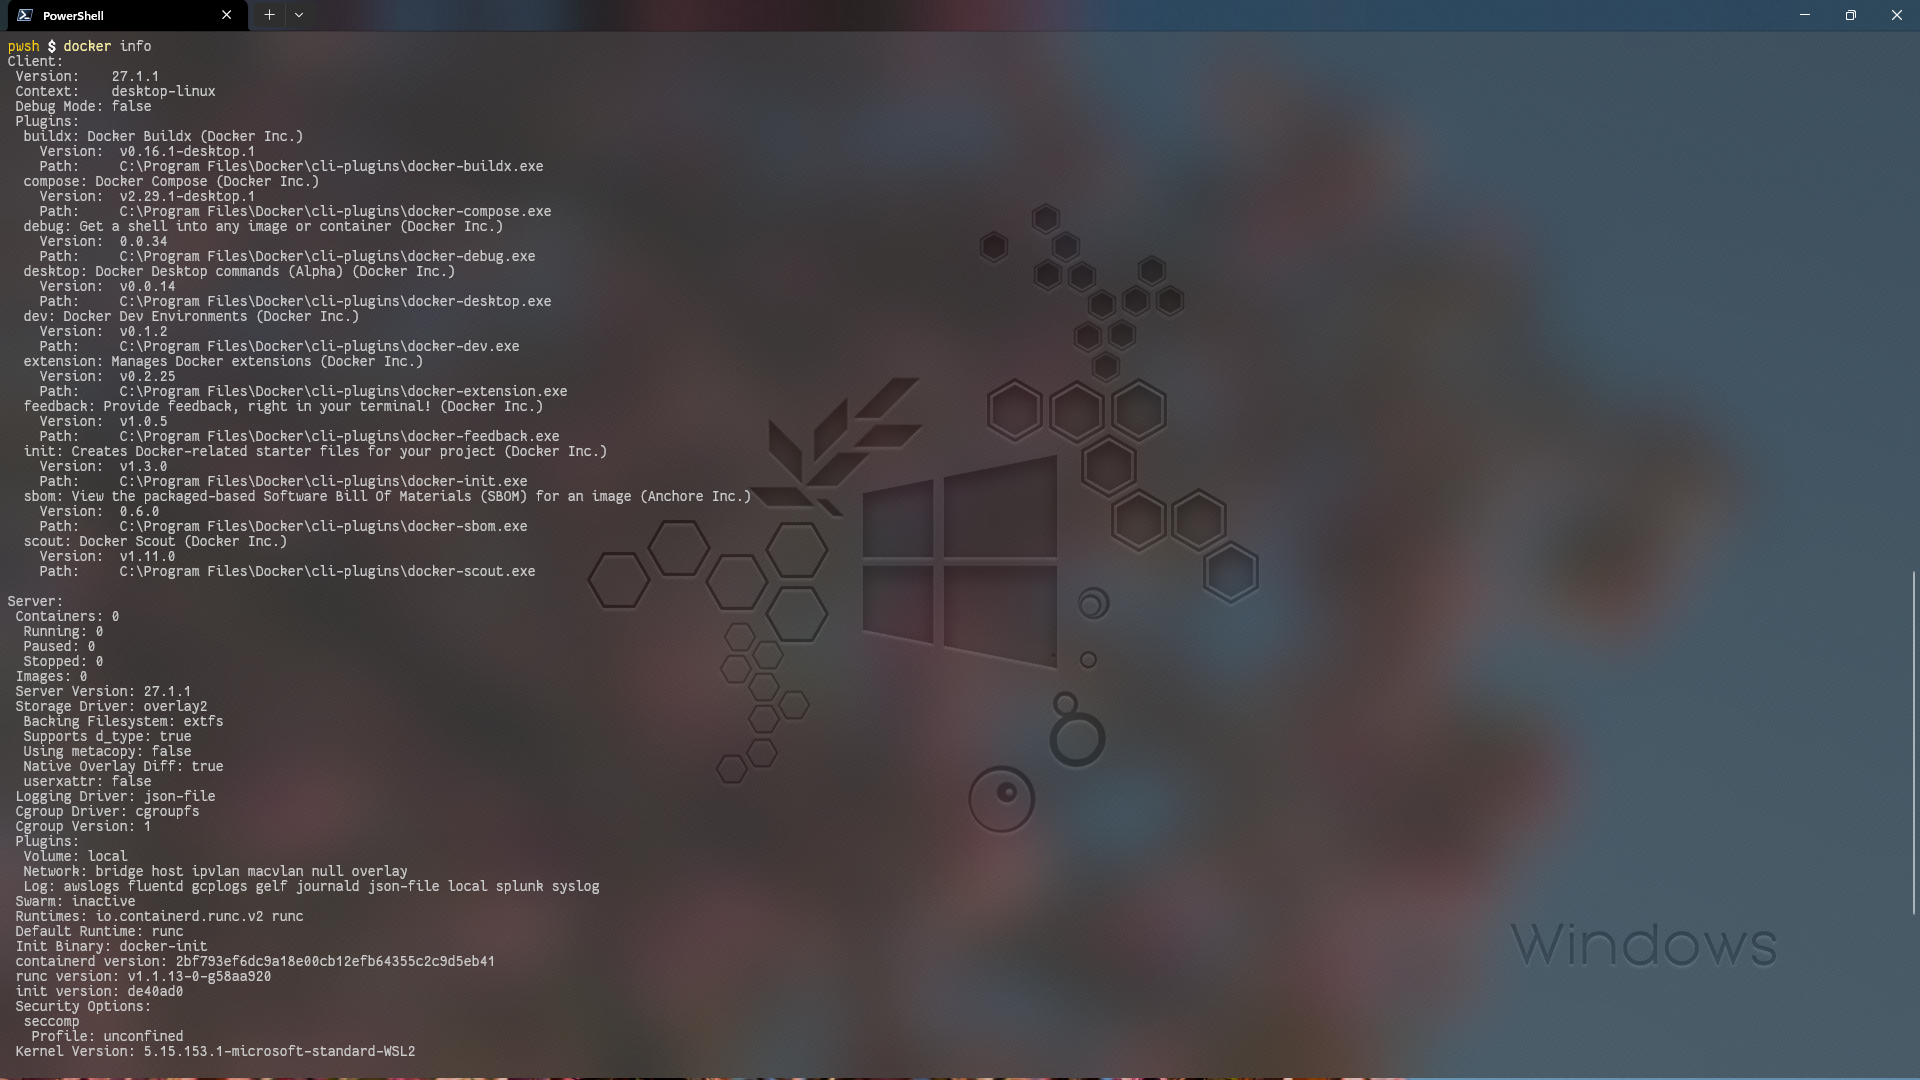 PowerShell
pwsh $ docker info
Client:
 Version:    27.1.1
 Context:    desktop-linux
 Debug Mode: false
 Plugins:
  buildx: Docker Buildx (Docker Inc.)
    Version:  v0.16.1-desktop.1
    Path:     C:\Program Files\Docker\cli-plugins\docker-buildx.exe
  compose: Docker Compose (Docker Inc.)
    Version:  v2.29.1-desktop.1
    Path:     C:\Program Files\Docker\cli-plugins\docker-compose.exe
  debug: Get a shell into any image or container (Docker Inc.)
    Version:  0.0.34
    Path:     C:\Program Files\Docker\cli-plugins\docker-debug.exe
  desktop: Docker Desktop commands (Alpha) (Docker Inc.)
    Version:  v0.0.14
    Path:     C:\Program Files\Docker\cli-plugins\docker-desktop.exe
  dev: Docker Dev Environments (Docker Inc.)
    Version:  v0.1.2
    Path:     C:\Program Files\Docker\cli-plugins\docker-dev.exe
  extension: Manages Docker extensions (Docker Inc.)
    Version:  v0.2.25
    Path:     C:\Program Files\Docker\cli-plugins\docker-extension.exe
  feedback: Provide feedback, right in your terminal! (Docker Inc.)
    Version:  v1.0.5
    Path:     C:\Program Files\Docker\cli-plugins\docker-feedback.exe
  init: Creates Docker-related starter files for your project (Docker Inc.)
    Version:  v1.3.0
    Path:     C:\Program Files\Docker\cli-plugins\docker-init.exe
  sbom: View the packaged-based Software Bill Of Materials (SBOM) for an image (Anchore Inc.)
    Version:  0.6.0
    Path:     C:\Program Files\Docker\cli-plugins\docker-sbom.exe
  scout: Docker Scout (Docker Inc.)
    Version:  v1.11.0
    Path:     C:\Program Files\Docker\cli-plugins\docker-scout.exe

Server:
 Containers: 0
  Running: 0
  Paused: 0
  Stopped: 0
 Images: 0
 Server Version: 27.1.1
 Storage Driver: overlay2
  Backing Filesystem: extfs
  Supports d_type: true
  Using metacopy: false
  Native Overlay Diff: true
  userxattr: false
 Logging Driver: json-file
 Cgroup Driver: cgroupfs
 Cgroup Version: 1
 Plugins:
  Volume: local
  Network: bridge host ipvlan macvlan null overlay
  Log: awslogs fluentd gcplogs gelf journald json-file local splunk syslog
 Swarm: inactive
 Runtimes: io.containerd.runc.v2 runc
 Default Runtime: runc
 Init Binary: docker-init
 containerd version: 2bf793ef6dc9a18e00cb12efb64355c2c9d5eb41
 runc version: v1.1.13-0-g58aa920
 init version: de40ad0
 Security Options:
  seccomp
   Profile: unconfined
 Kernel Version: 5.15.153.1-microsoft-standard-WSL2
Windows